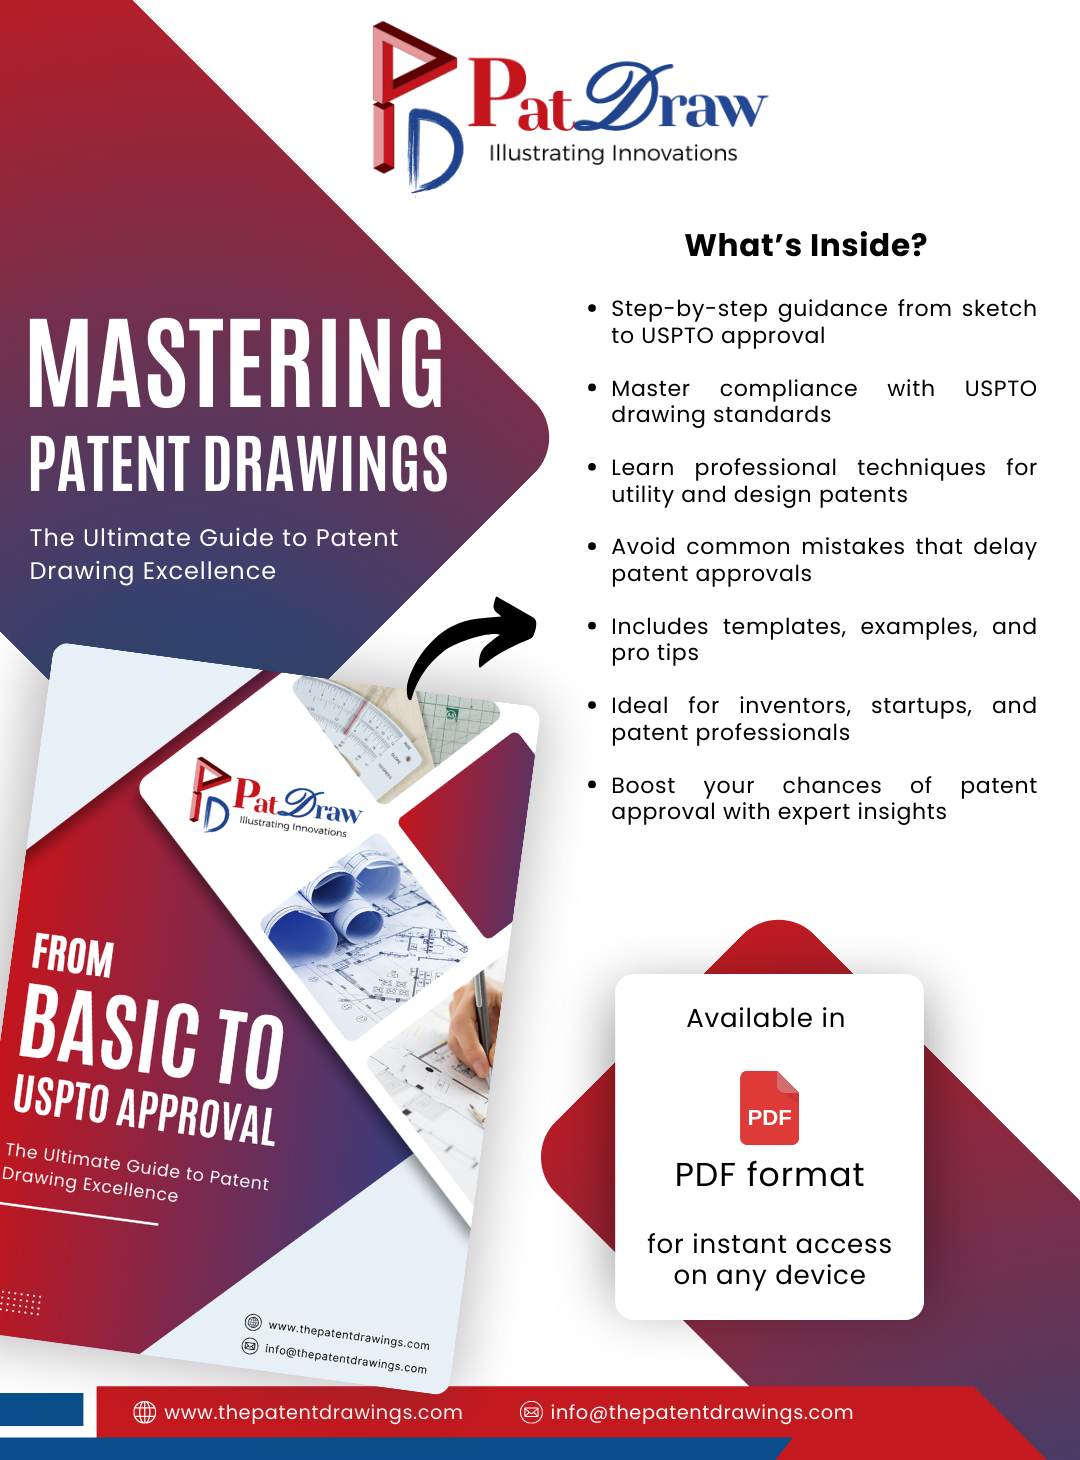 PatDraw
Illustrating Innovations
What's Inside?
• Step-by-step guidance from sketch
to USPTO approval
• Master compliance with USPTO
drawing standards
• Learn professional techniques for
utility and design patents
• Avoid common mistakes that delay
patent approvals
• Includes templates, examples, and
pro tips
• Ideal for inventors, startups, and
patent professionals
• Boost your chances of patent
approval with expert insights
MASTERING
PATENT DRAWINGS
The Ultimate Guide to Patent
Drawing Excellence
PatDraw
Illustrating Innovations
FROM
BASIC TO
USPTO APPROVAL
The Ultimate Guide to Patent
Drawing Excellence
www.thepatentdrawings.com
info@thepatentdrawings.com
Available in
PDF
PDF format
for instant access
on any device
www.thepatentdrawings.com
info@thepatentdrawings.com